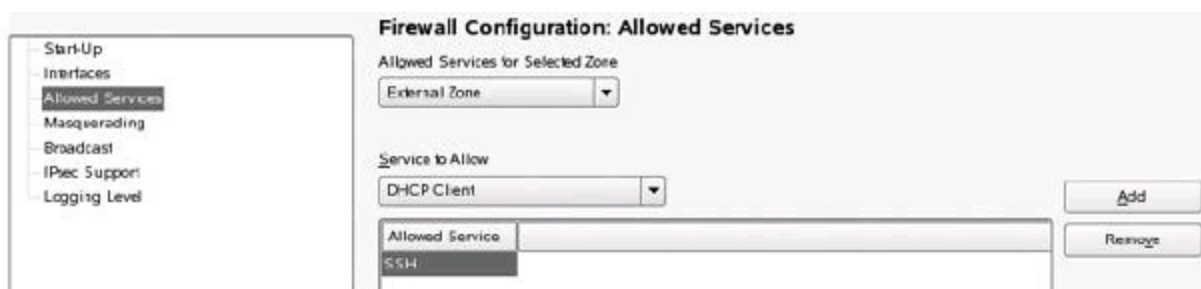 Firewall Configuration: Allowed Services
Start-Up
Interfaces
Allowed Services
Masquerading
Broadcast
IPsec Support
Logging Level
Allowed Services for Selected Zone
External Zone
Service to Allow
DHCP Client
Add
Allowed Service
Remove
SSH